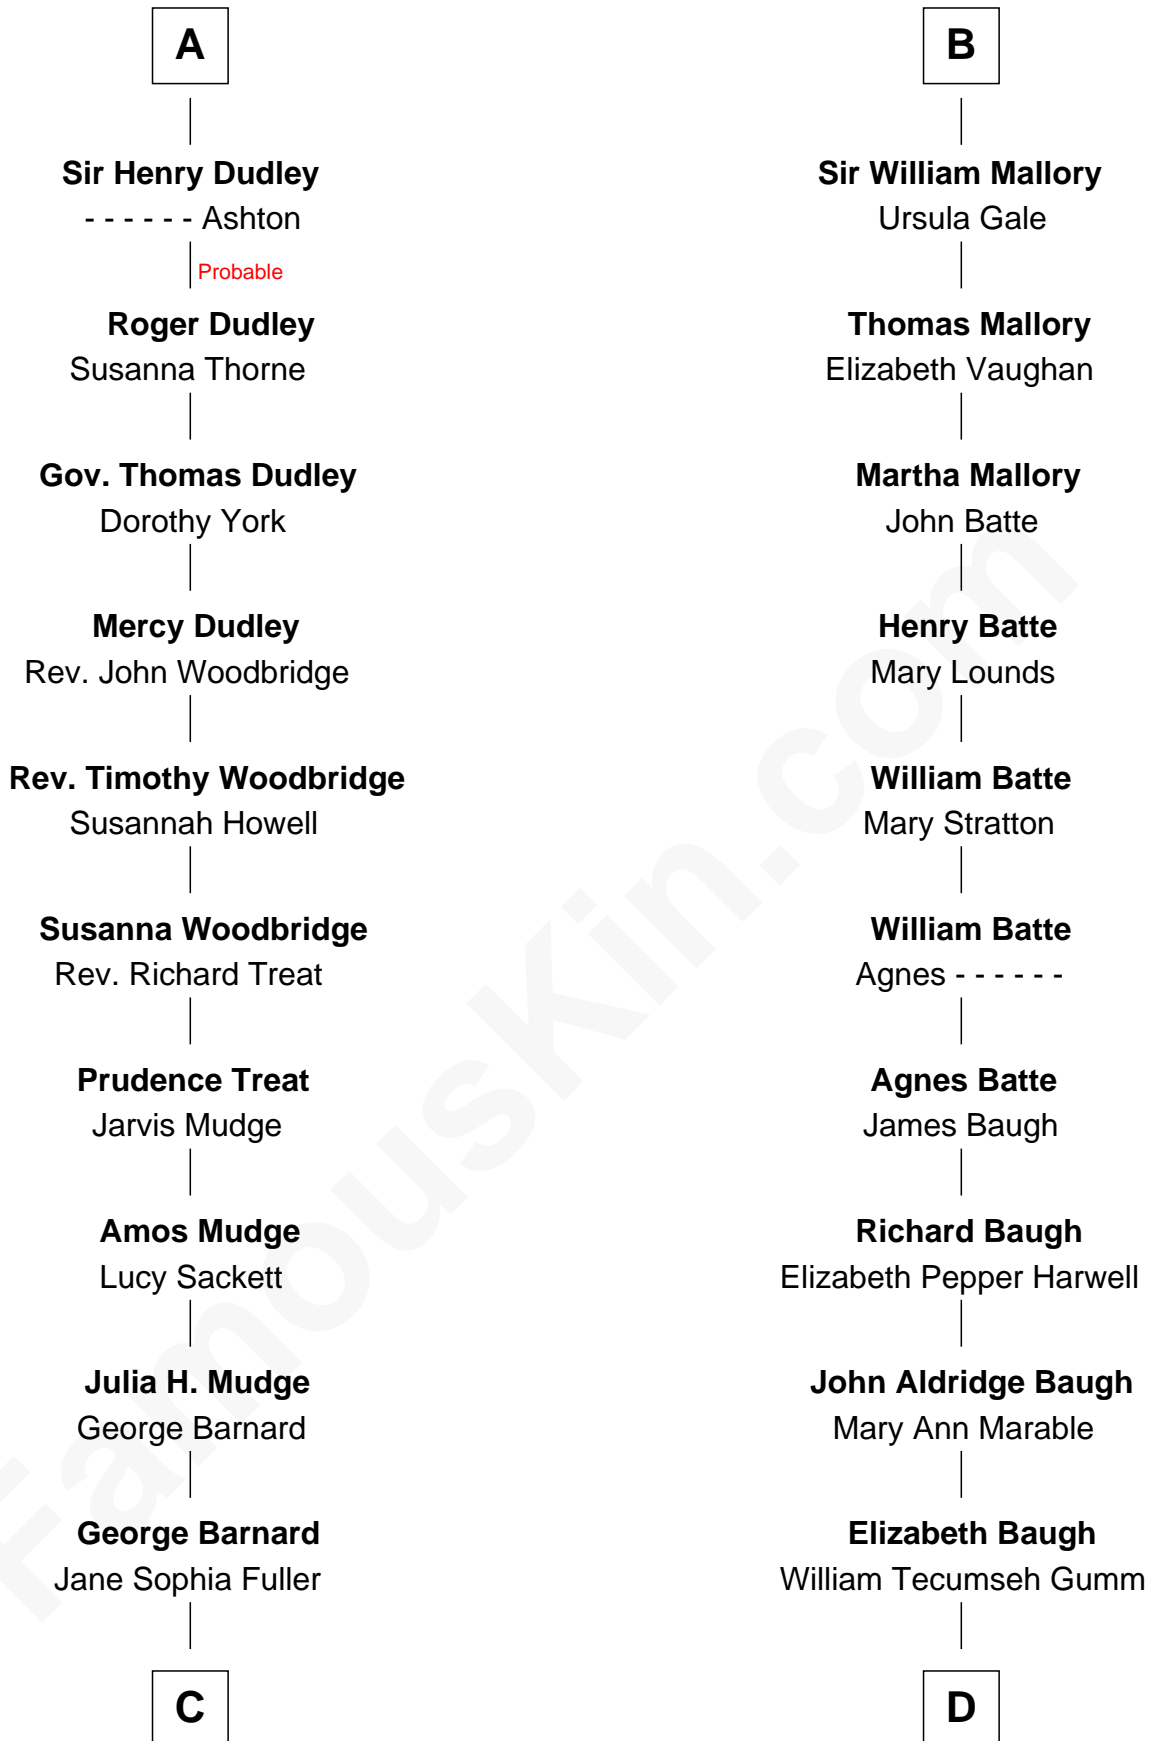 A
Sir Henry Dudley
- - - - - - Ashton
Probable
Roger Dudley
Susanna Thorne
Gov. Thomas Dudley
Dorothy York
Mercy Dudley
Rev. John Woodbridge
Rev. Timothy Woodbridge
Susannah Howell
Susanna Woodbridge
Rev. Richard Treat
Prudence Treat
Jarvis Mudge
Amos Mudge
Lucy Sackett
Julia H. Mudge
George Barnard
George Barnard
Jane Sophia Fuller
C
B
Sir William Mallory
Ursula Gale
Thomas Mallory
Elizabeth Vaughan
Martha Mallory
John Batte
Henry Batte
Mary Lounds
William Batte
Mary Stratton
William Batte
Agnes - - - - - -
Agnes Batte
James Baugh
Richard Baugh
Elizabeth Pepper Harwell
John Aldridge Baugh
Mary Ann Marable
Elizabeth Baugh
William Tecumseh Gumm
D
FamousKin.com